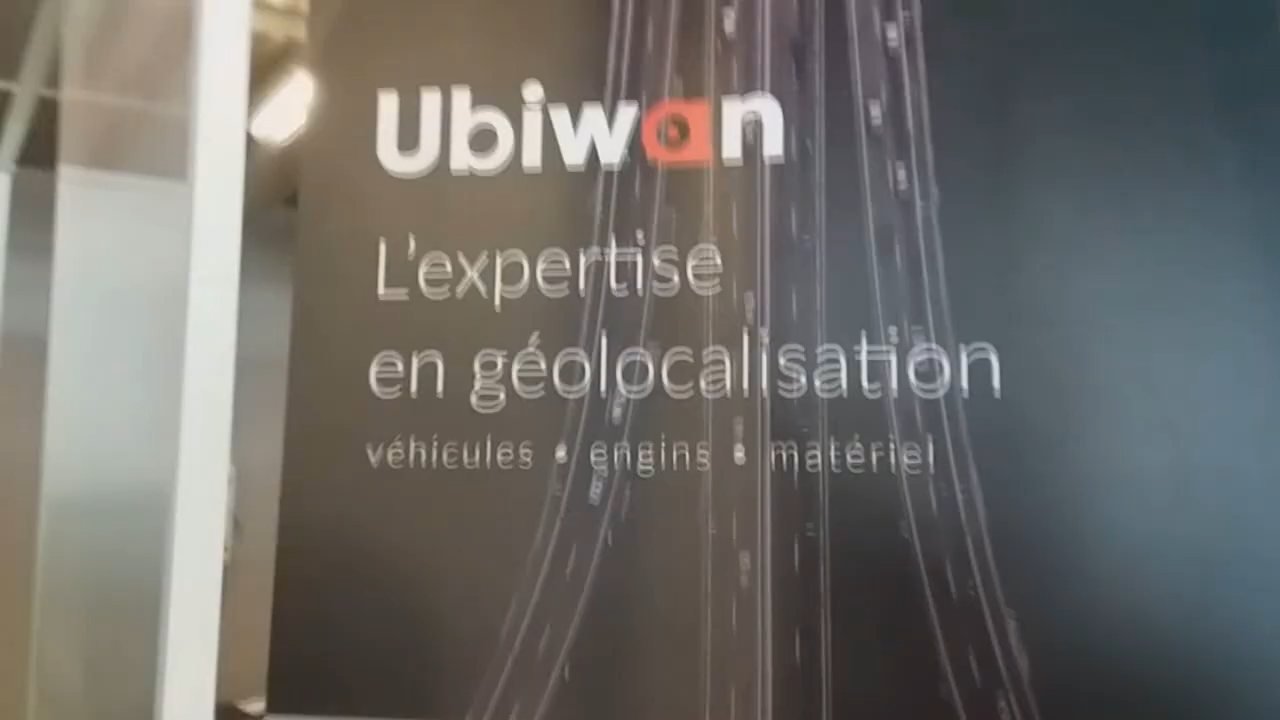 Ubiwan
L'expertise
en géolocalisation
véhicules • engins • matériel